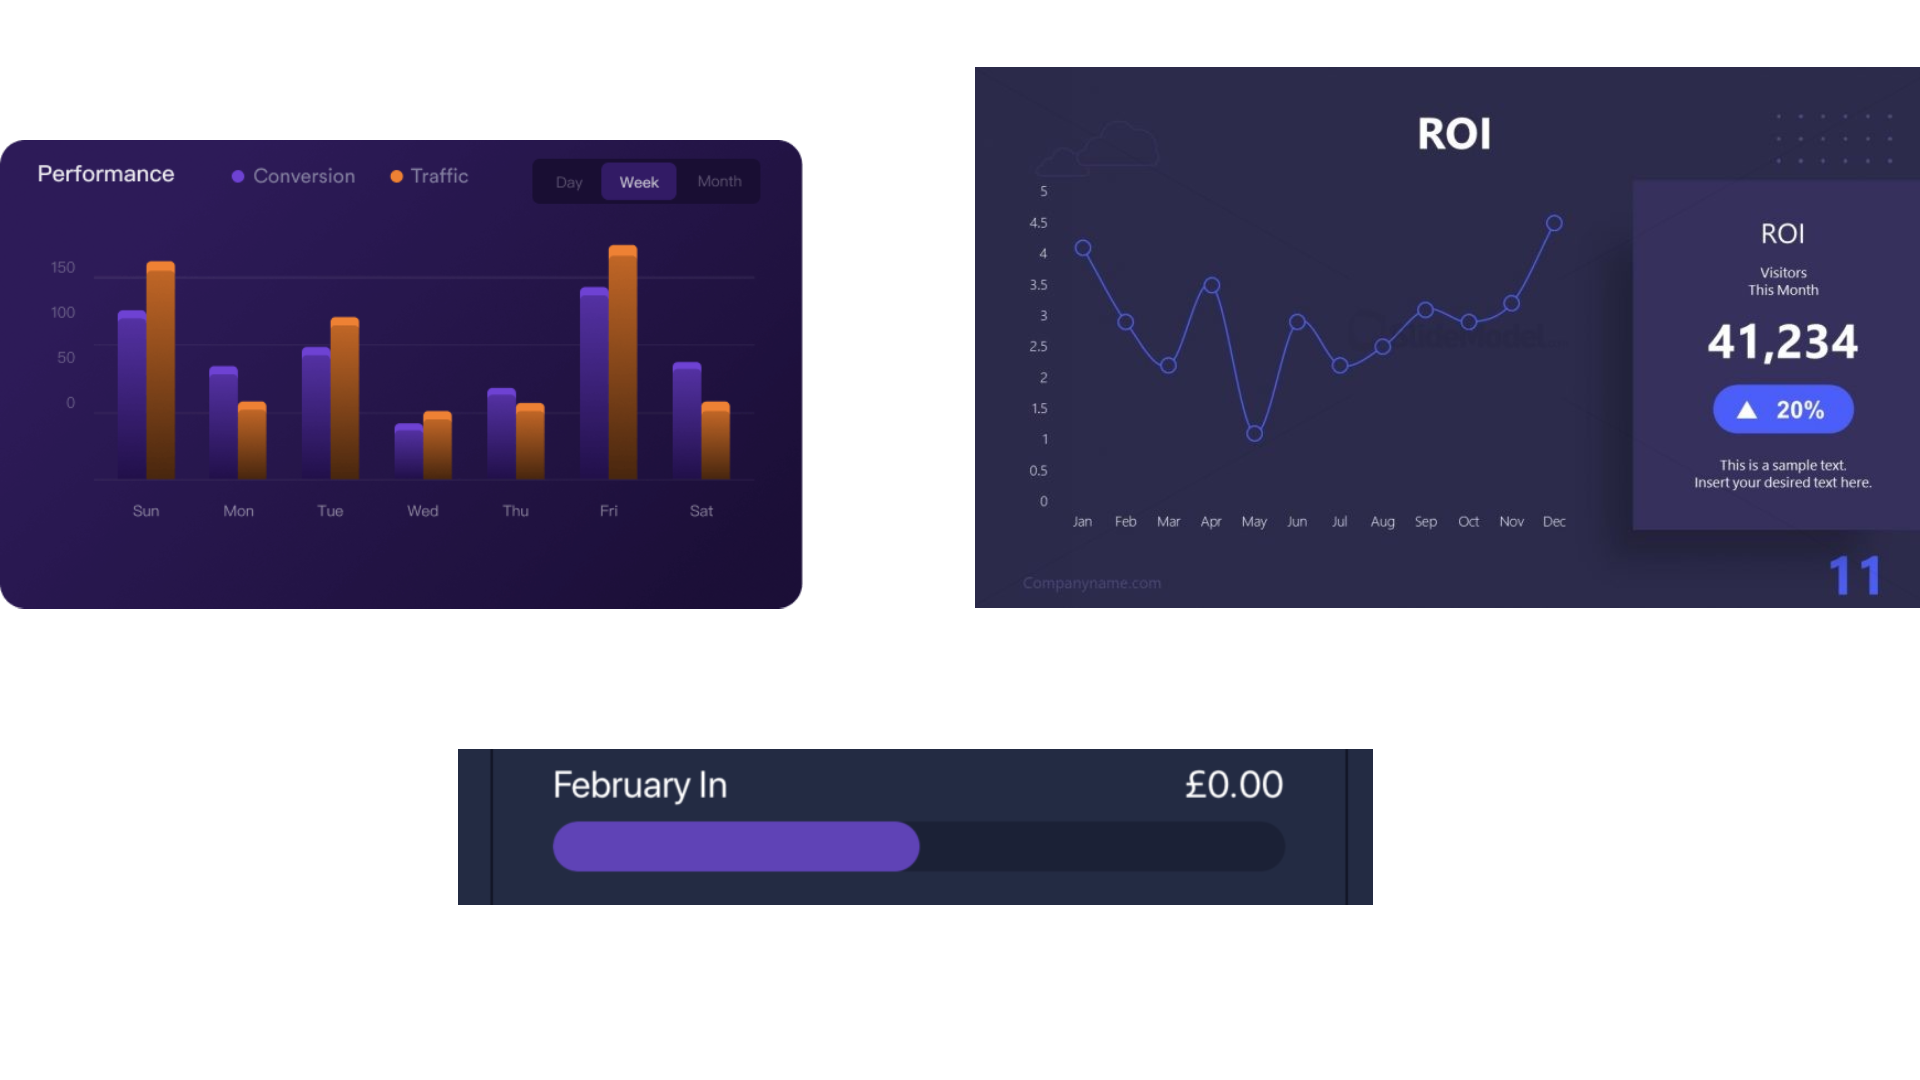 Performance
Conversion
Traffic
Day
Week
Month
150
100
50
0
Sun Mon Tue Wed Thu Fri Sat
ROI
5
4.5
4
3.5
3
2.5
2
1.5
1
0.5
0
Jan Feb Mar Apr May Jun Jul Aug Sep Oct Nov Dec
ROI
Visitors
This Month
41,234
20%
This is a sample text.
Insert your desired text here.
Companyname.com
11
February In
£0.00